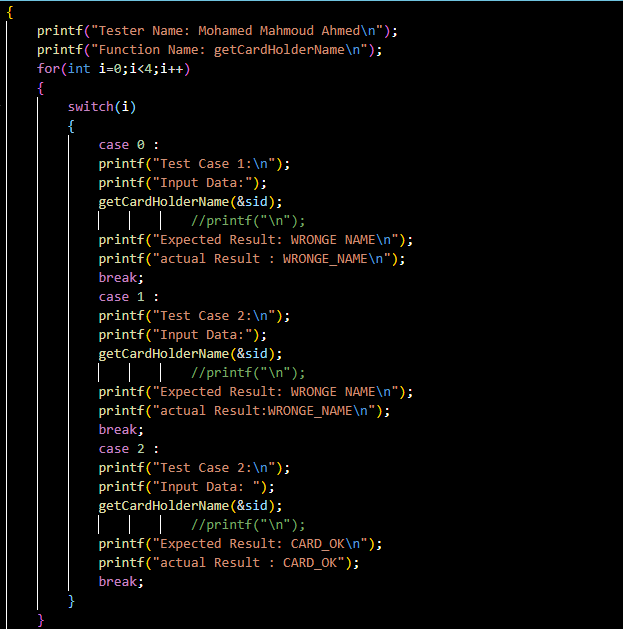 {
printf("Tester Name: Mohamed Mahmoud Ahmed\n");
printf("Function Name: getCardHolderName\n");
for(int i=0;i<4;i++)
{
switch(i)
{
case 0 :
printf("Test Case 1:\n");
printf("Input Data:");
getCardHolderName(&sid);
//printf("\n");
printf("Expected Result: WRONGE NAME\n");
printf("actual Result : WRONGE_NAME\n");
break;
case 1 :
printf("Test Case 2:\n");
printf("Input Data:");
getCardHolderName(&sid);
//printf("\n");
printf("Expected Result: WRONGE NAME\n");
printf("actual Result:WRONGE_NAME\n");
break;
case 2 :
printf("Test Case 2:\n");
printf("Input Data: ");
getCardHolderName(&sid);
//printf("\n");
printf("Expected Result: CARD_OK\n");
printf("actual Result : CARD_OK");
break;
}
}